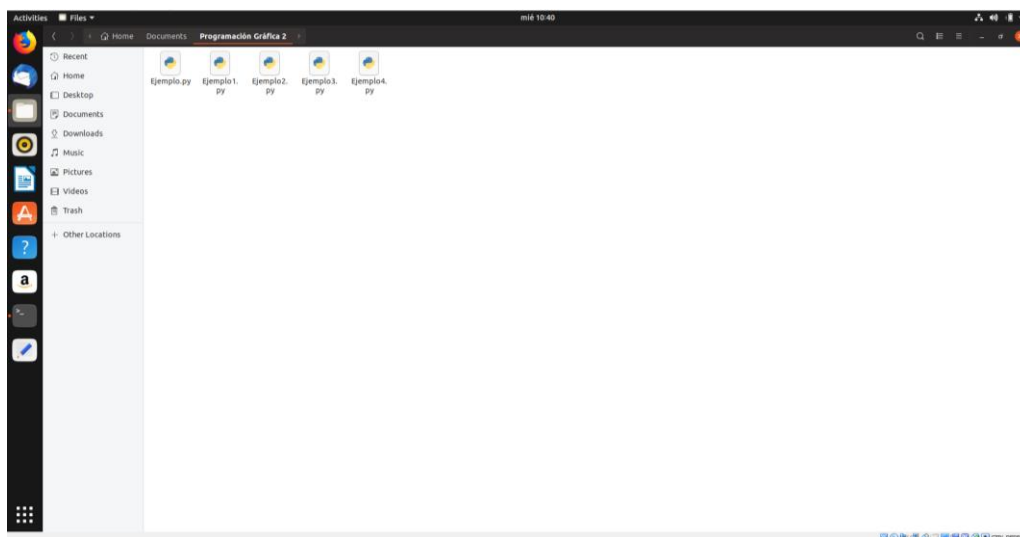 Activities Files mié 10:40
Home Documents Programación Gráfica 2
Recent
Home
Desktop
Documents
Downloads
Music
Pictures
Videos
Trash
+ Other Locations
Ejemplo.py Ejemplo1. Ejemplo2. Ejemplo3. Ejemplo4.
py py py py
?
a
>_